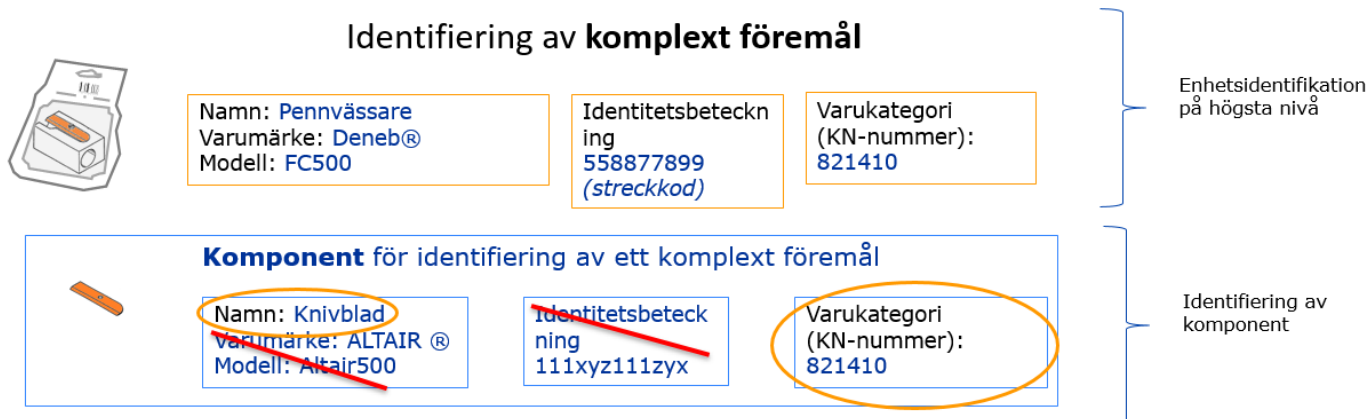 Identifiering av komplext föremål
Namn: Pennvässare
Varumärke: Deneb®
Modell: FC500
Identitetsbeteckn
ing
558877899
(streckkod)
Varukategori
(KN-nummer):
821410
Enhetsidentifikation
på högsta nivå
Komponent för identifiering av ett komplext föremål
Namn: Knivblad
Varumärke: ALTAIR ®
Modell: Altair500
Identitetsbeteck
ning
111xyz111zyx
Varukategori
(KN-nummer):
821410
Identifiering av
komponent